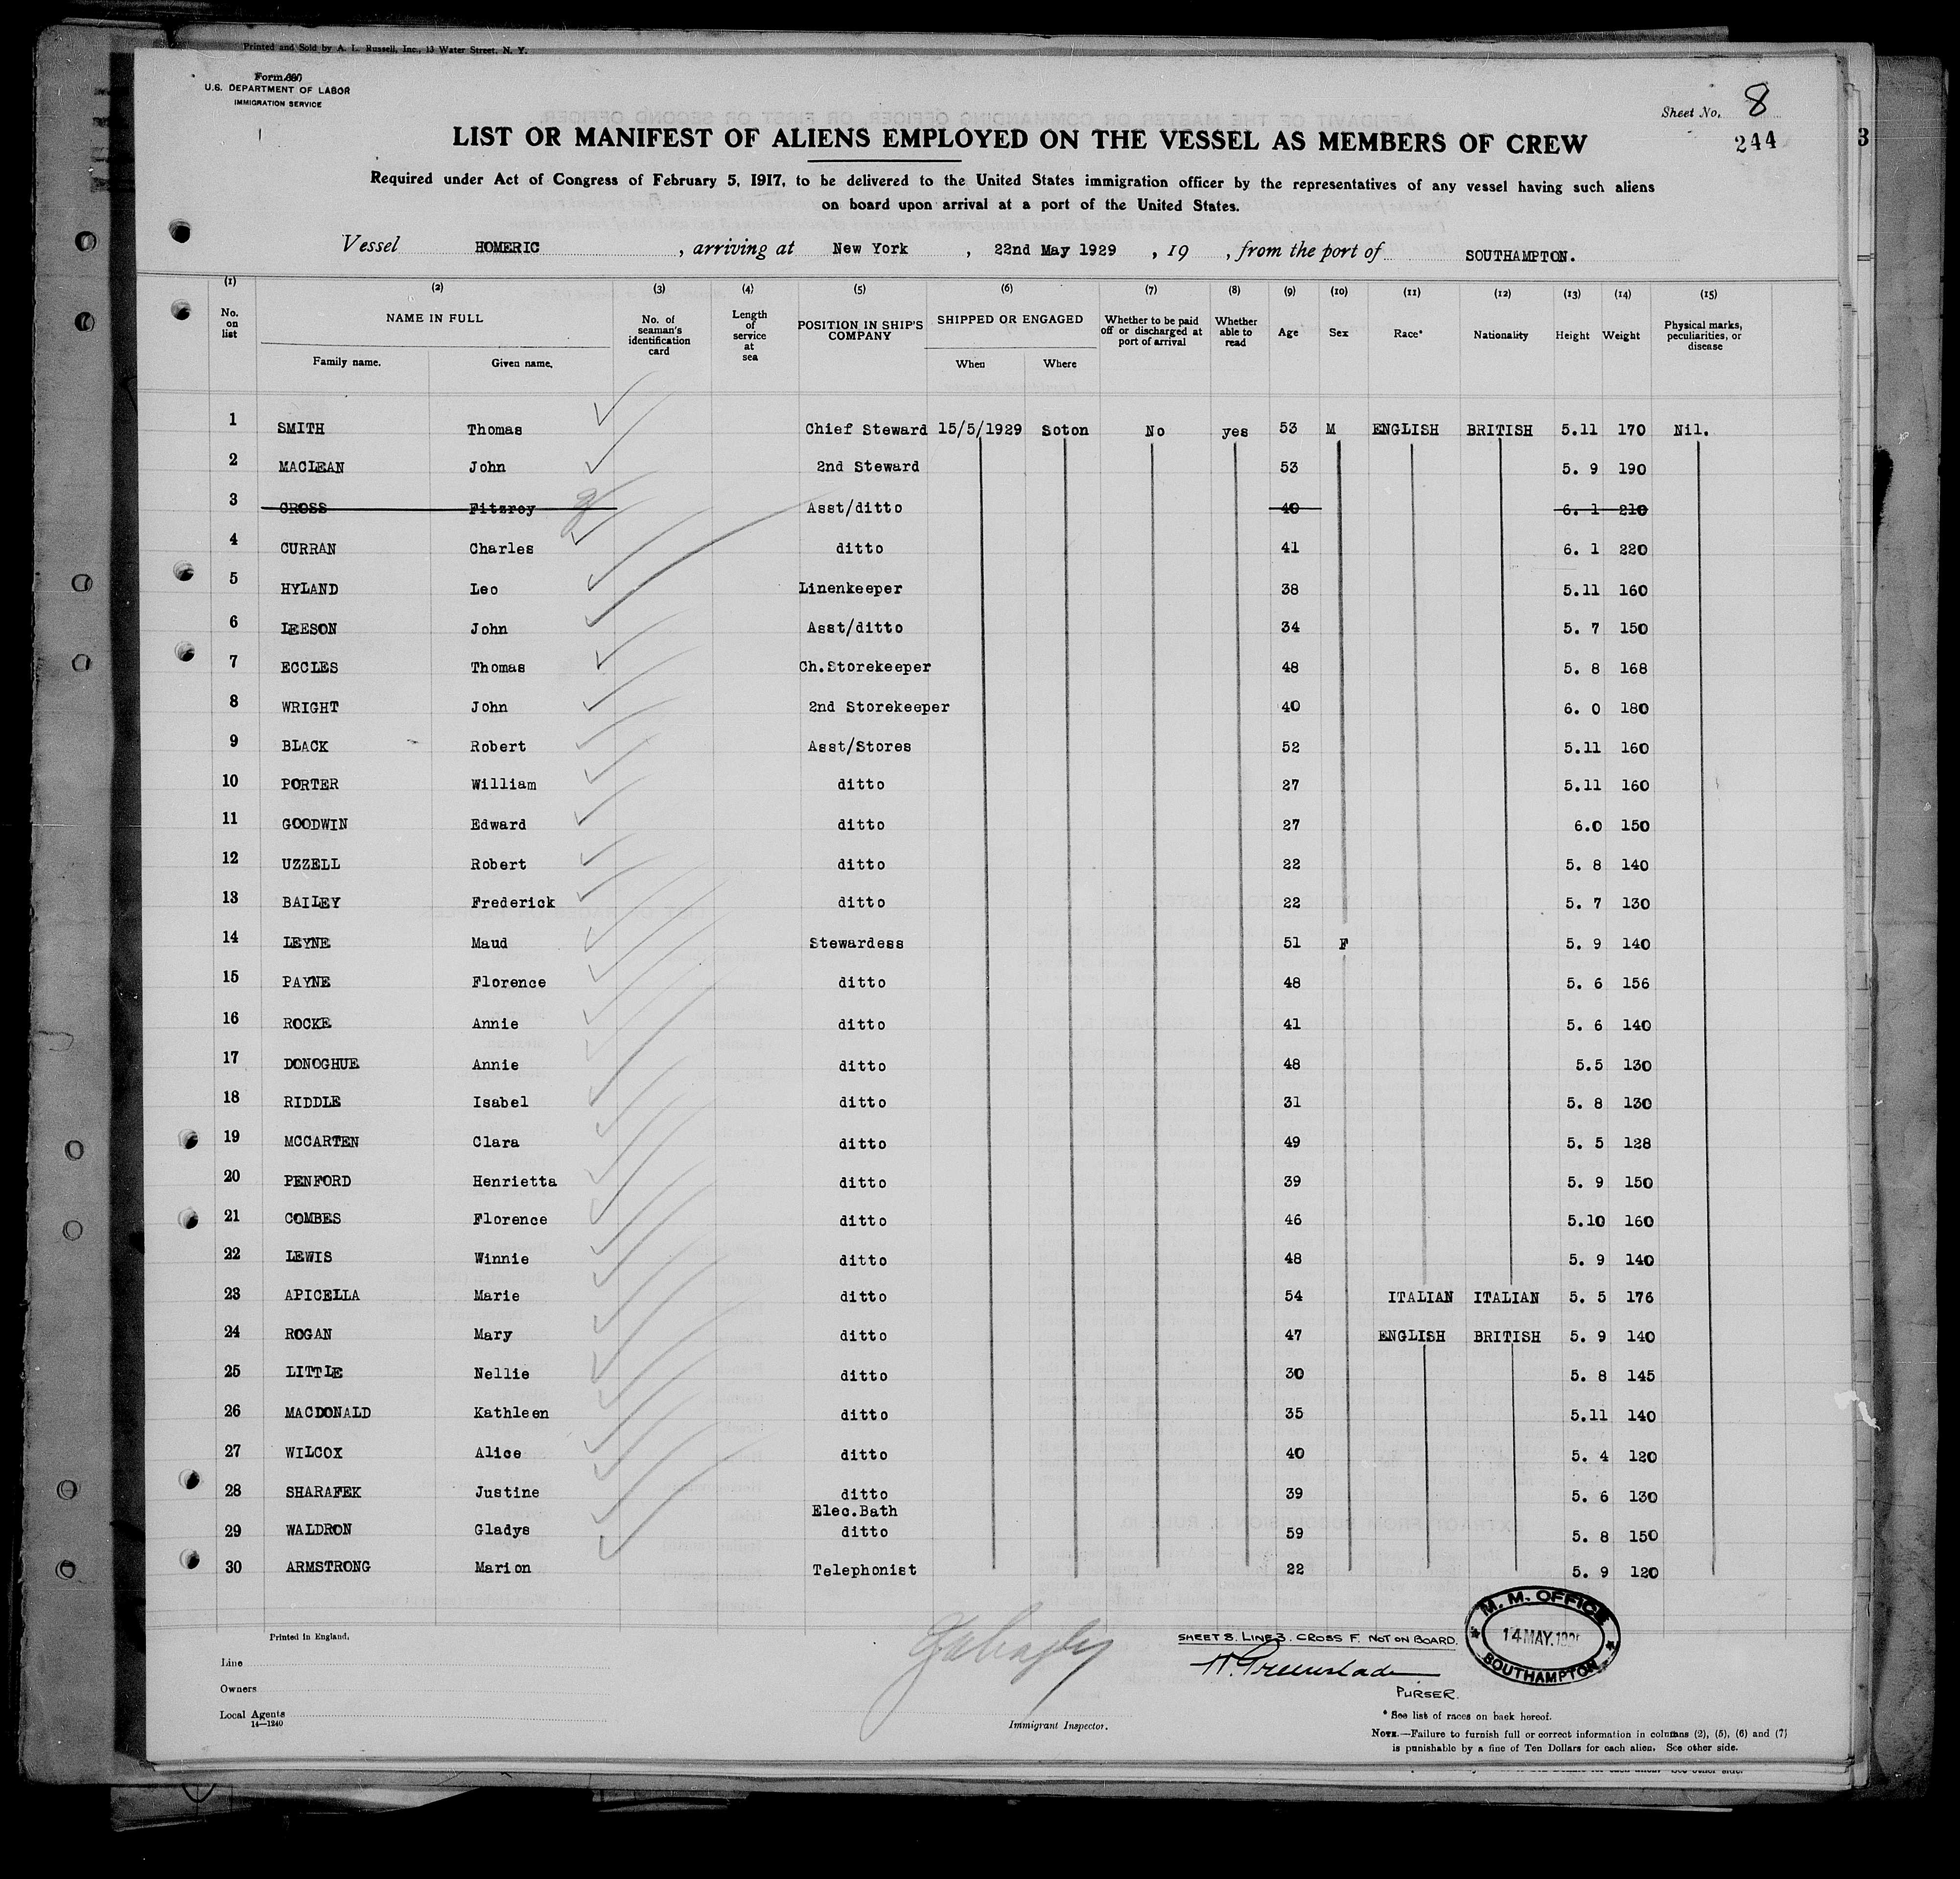 Printed and Sold by A. L. Russell, Inc., 13 Water Street, N. Y.
Form 680
U.S. DEPARTMENT OF LABOR
IMMIGRATION SERVICE
Sheet No. 8
244
3
LIST OR MANIFEST OF ALIENS EMPLOYED ON THE VESSEL AS MEMBERS OF CREW
Required under Act of Congress of February 5, 1917, to be delivered to the United States immigration officer by the representatives of any vessel having such aliens
on board upon arrival at a port of the United States.
Vessel HOMERIC, arriving at New York, 22nd May 1929, 19 , from the port of SOUTHAMPTON.
(1) (2) (3) (4) (5) (6) (7) (8) (9) (10) (11) (12) (13) (14) (15)
No. on list NAME IN FULL Family name. Given name. No. of seaman's identification card Length of service at sea POSITION IN SHIP'S COMPANY SHIPPED OR ENGAGED When Where Whether to be paid off or discharged at port of arrival Whether able to read Age Sex Race* Nationality Height Weight Physical marks, peculiarities, or disease
1 SMITH Thomas Chief Steward 15/5/1929 Soton No yes 53 M ENGLISH BRITISH 5.11 170 Nil.
2 MACLEAN John 2nd Steward 53 5. 9 190
3 CROSS Fitzroy Asst/ditto 40 6. 1 210
4 CURRAN Charles ditto 41 6. 1 220
5 HYLAND Leo Linenkeeper 38 5.11 160
6 LEESON John Asst/ditto 34 5. 7 150
7 ECCLES Thomas Ch.Storekeeper 48 5. 8 168
8 WRIGHT John 2nd Storekeeper 40 6. 0 180
9 BLACK Robert Asst/Stores 52 5.11 160
10 PORTER William ditto 27 5.11 160
11 GOODWIN Edward ditto 27 6.0 150
12 UZZELL Robert ditto 22 5. 8 140
13 BAILEY Frederick ditto 22 5. 7 130
14 LEYNE Maud Stewardess 51 F 5. 9 140
15 PAYNE Florence ditto 48 5. 6 156
16 ROCKE Annie ditto 41 5. 6 140
17 DONOGHUE Annie ditto 48 5.5 130
18 RIDDLE Isabel ditto 31 5. 8 130
19 MCCARTEN Clara ditto 49 5. 5 128
20 PENFORD Henrietta ditto 39 5. 9 150
21 COMBES Florence ditto 46 5.10 160
22 LEWIS Winnie ditto 48 5. 9 140
23 APICELLA Marie ditto 54 ITALIAN ITALIAN 5. 5 176
24 ROGAN Mary ditto 47 ENGLISH BRITISH 5. 9 140
25 LITTLE Nellie ditto 30 5. 8 145
26 MACDONALD Kathleen ditto 35 5.11 140
27 WILCOX Alice ditto 40 5. 4 120
28 SHARAFEK Justine ditto 39 5. 6 130
Elec.Bath
29 WALDRON Gladys ditto 59 5. 8 150
30 ARMSTRONG Marion Telephonist 22 5. 9 120
Printed in England.
SHEET 8. LINE 3. CROSS F. NOT ON BOARD.
M. M. OFFICE
14 MAY.
SOUTHAMPTON
PURSER.
Line
Owners
Local Agents
14—1240
Immigrant Inspector.
* See list of races on back hereof.
NOTE.—Failure to furnish full or correct information in columns (2), (5), (6) and (7)
is punishable by a fine of Ten Dollars for each alien. See other side.